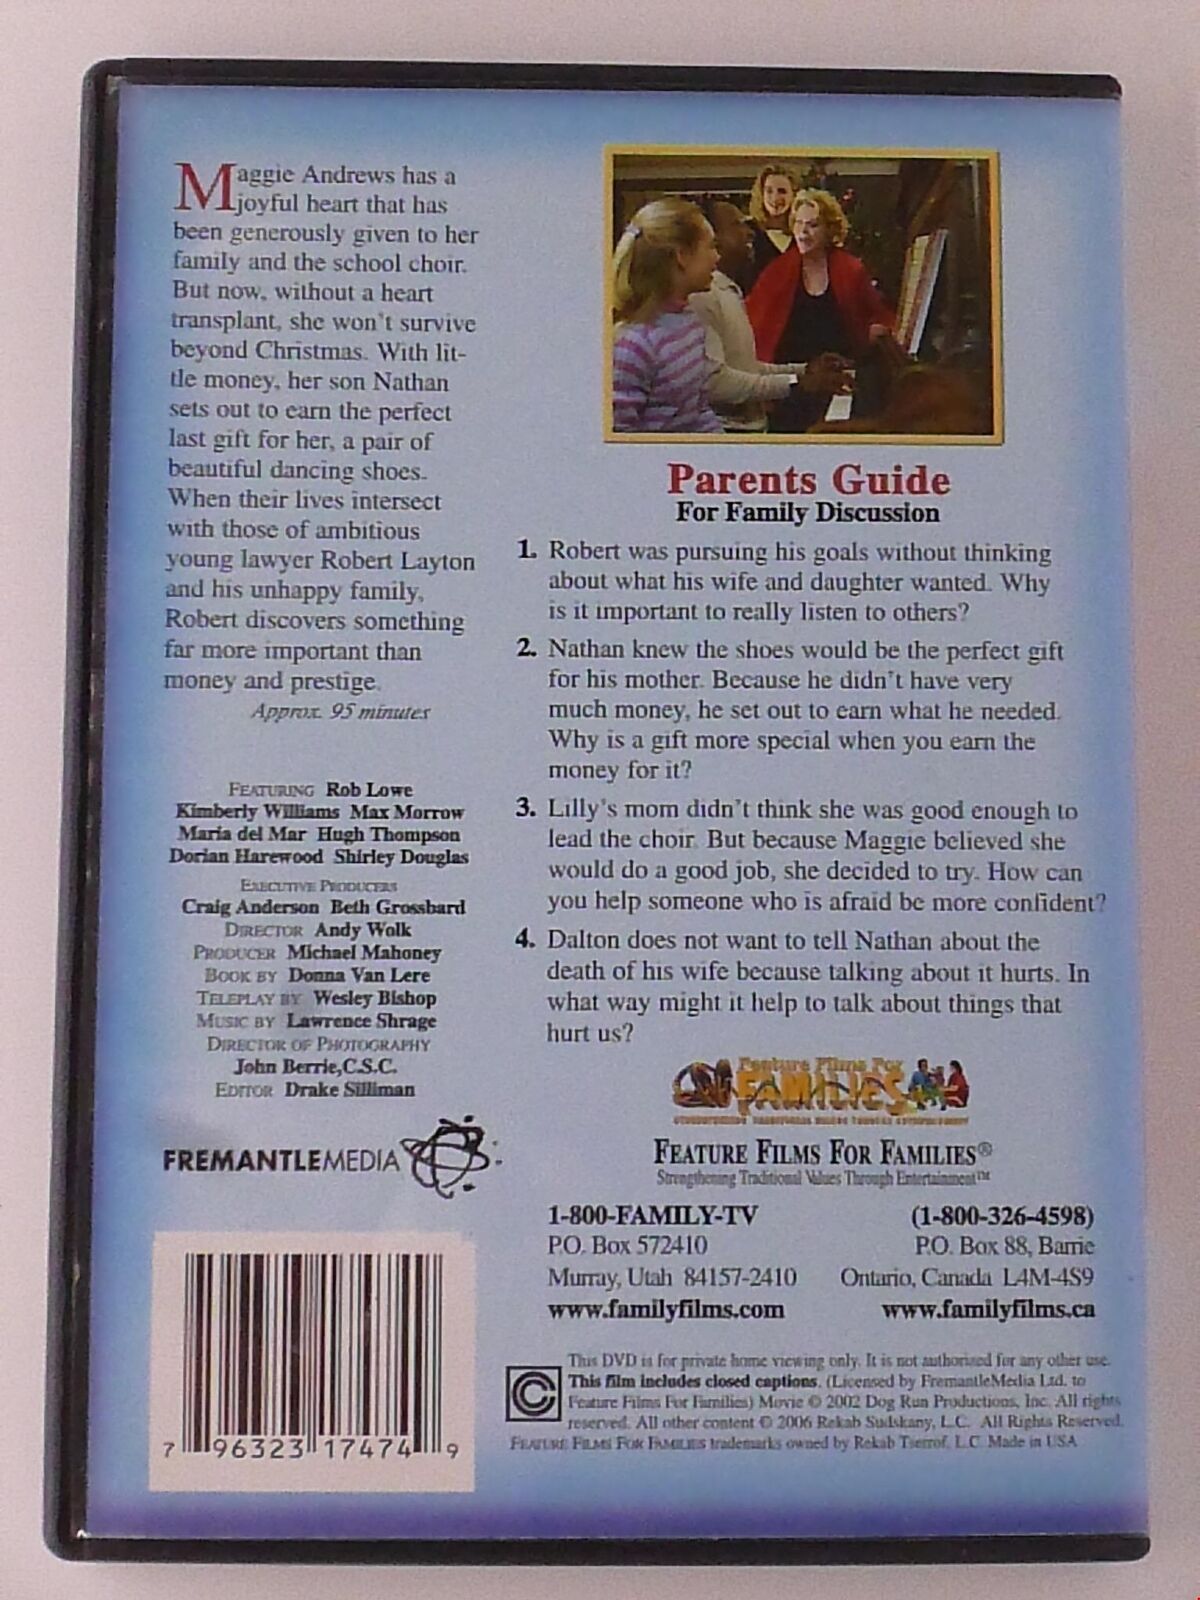 Maggie Andrews has a
joyful heart that has
been generously given to her
family and the school choir.
But now, without a heart
transplant, she won't survive
beyond Christmas. With lit-
tle money, her son Nathan
sets out to earn the perfect
last gift for her, a pair of
beautiful dancing shoes.
When their lives intersect
with those of ambitious
young lawyer Robert Layton
and his unhappy family,
Robert discovers something
far more important than
money and prestige.
Approx. 95 minutes
FEATURING Rob Lowe
Kimberly Williams Max Morrow
Maria del Mar Hugh Thompson
Dorian Harewood Shirley Douglas
EXECUTIVE PRODUCERS
Craig Anderson Beth Grossbard
DIRECTOR Andy Wolk
PRODUCER Michael Mahoney
BOOK BY Donna Van Lere
TELEPLAY BY Wesley Bishop
MUSIC BY Lawrence Shrage
DIRECTOR OF PHOTOGRAPHY
John Berrie,C.S.C.
EDITOR Drake Silliman
FREMANTLEMEDIA
7 96323 17474 9
Parents Guide
For Family Discussion
1. Robert was pursuing his goals without thinking
about what his wife and daughter wanted. Why
is it important to really listen to others?
2. Nathan knew the shoes would be the perfect gift
for his mother. Because he didn't have very
much money, he set out to earn what he needed.
Why is a gift more special when you earn the
money for it?
3. Lilly's mom didn't think she was good enough to
lead the choir. But because Maggie believed she
would do a good job, she decided to try. How can
you help someone who is afraid be more confident?
4. Dalton does not want to tell Nathan about the
death of his wife because talking about it hurts. In
what way might it help to talk about things that
hurt us?
Feature Films For
FAMILIES
STRENGTHENING TRADITIONAL VALUES THROUGH ENTERTAINMENT
FEATURE FILMS FOR FAMILIES®
Strengthening Traditional Values Through Entertainment™
1-800-FAMILY-TV (1-800-326-4598)
P.O. Box 572410 P.O. Box 88, Barrie
Murray, Utah 84157-2410 Ontario, Canada L4M-4S9
www.familyfilms.com www.familyfilms.ca
This DVD is for private home viewing only. It is not authorized for any other use.
This film includes closed captions. (Licensed by FremantleMedia Ltd. to
Feature Films For Families) Movie © 2002 Dog Run Productions, Inc. All rights
reserved. All other content © 2006 Rekab Sudskany, L.C. All Rights Reserved.
FEATURE FILMS FOR FAMILIES trademarks owned by Rekab Tserrof, L.C. Made in USA